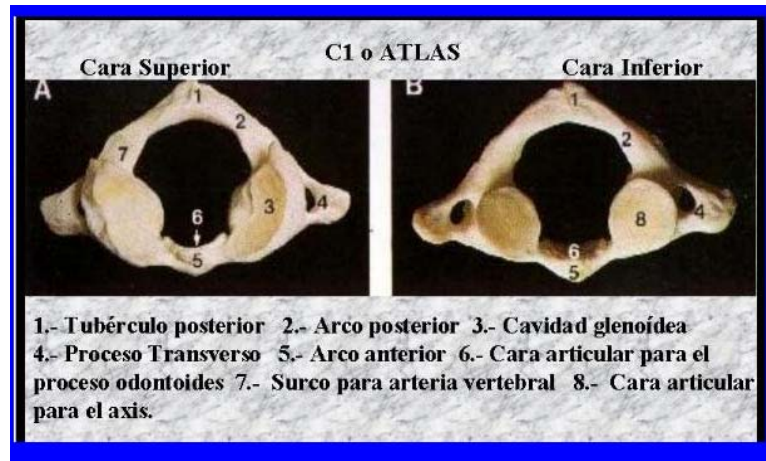 C1 o ATLAS
Cara Superior
Cara Inferior
A
1
2
7
3
6
4
5
B
1
2
8
4
6
5
1.- Tubérculo posterior 2.- Arco posterior 3.- Cavidad glenoídea
4.- Proceso Transverso 5.- Arco anterior 6.- Cara articular para el
proceso odontoides 7.- Surco para arteria vertebral 8.- Cara articular
para el axis.